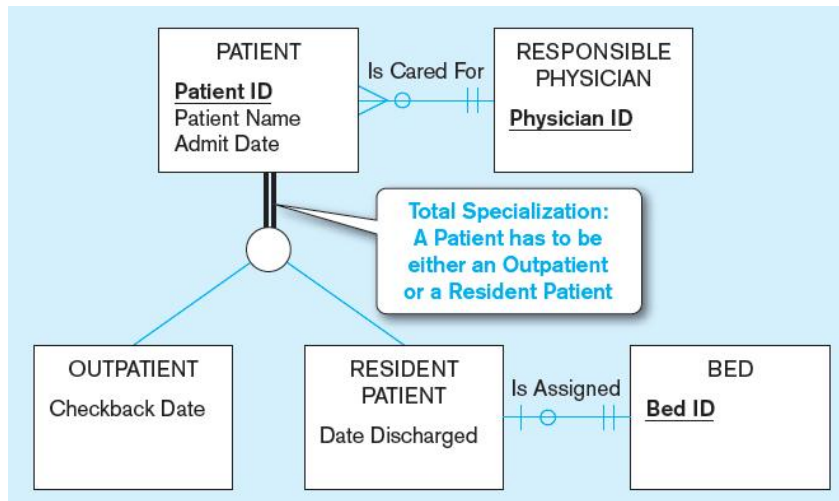 PATIENT
Patient ID
Patient Name
Admit Date
Is Cared For
RESPONSIBLE
PHYSICIAN
Physician ID
Total Specialization:
A Patient has to be
either an Outpatient
or a Resident Patient
OUTPATIENT
Checkback Date
RESIDENT
PATIENT
Date Discharged
Is Assigned
BED
Bed ID